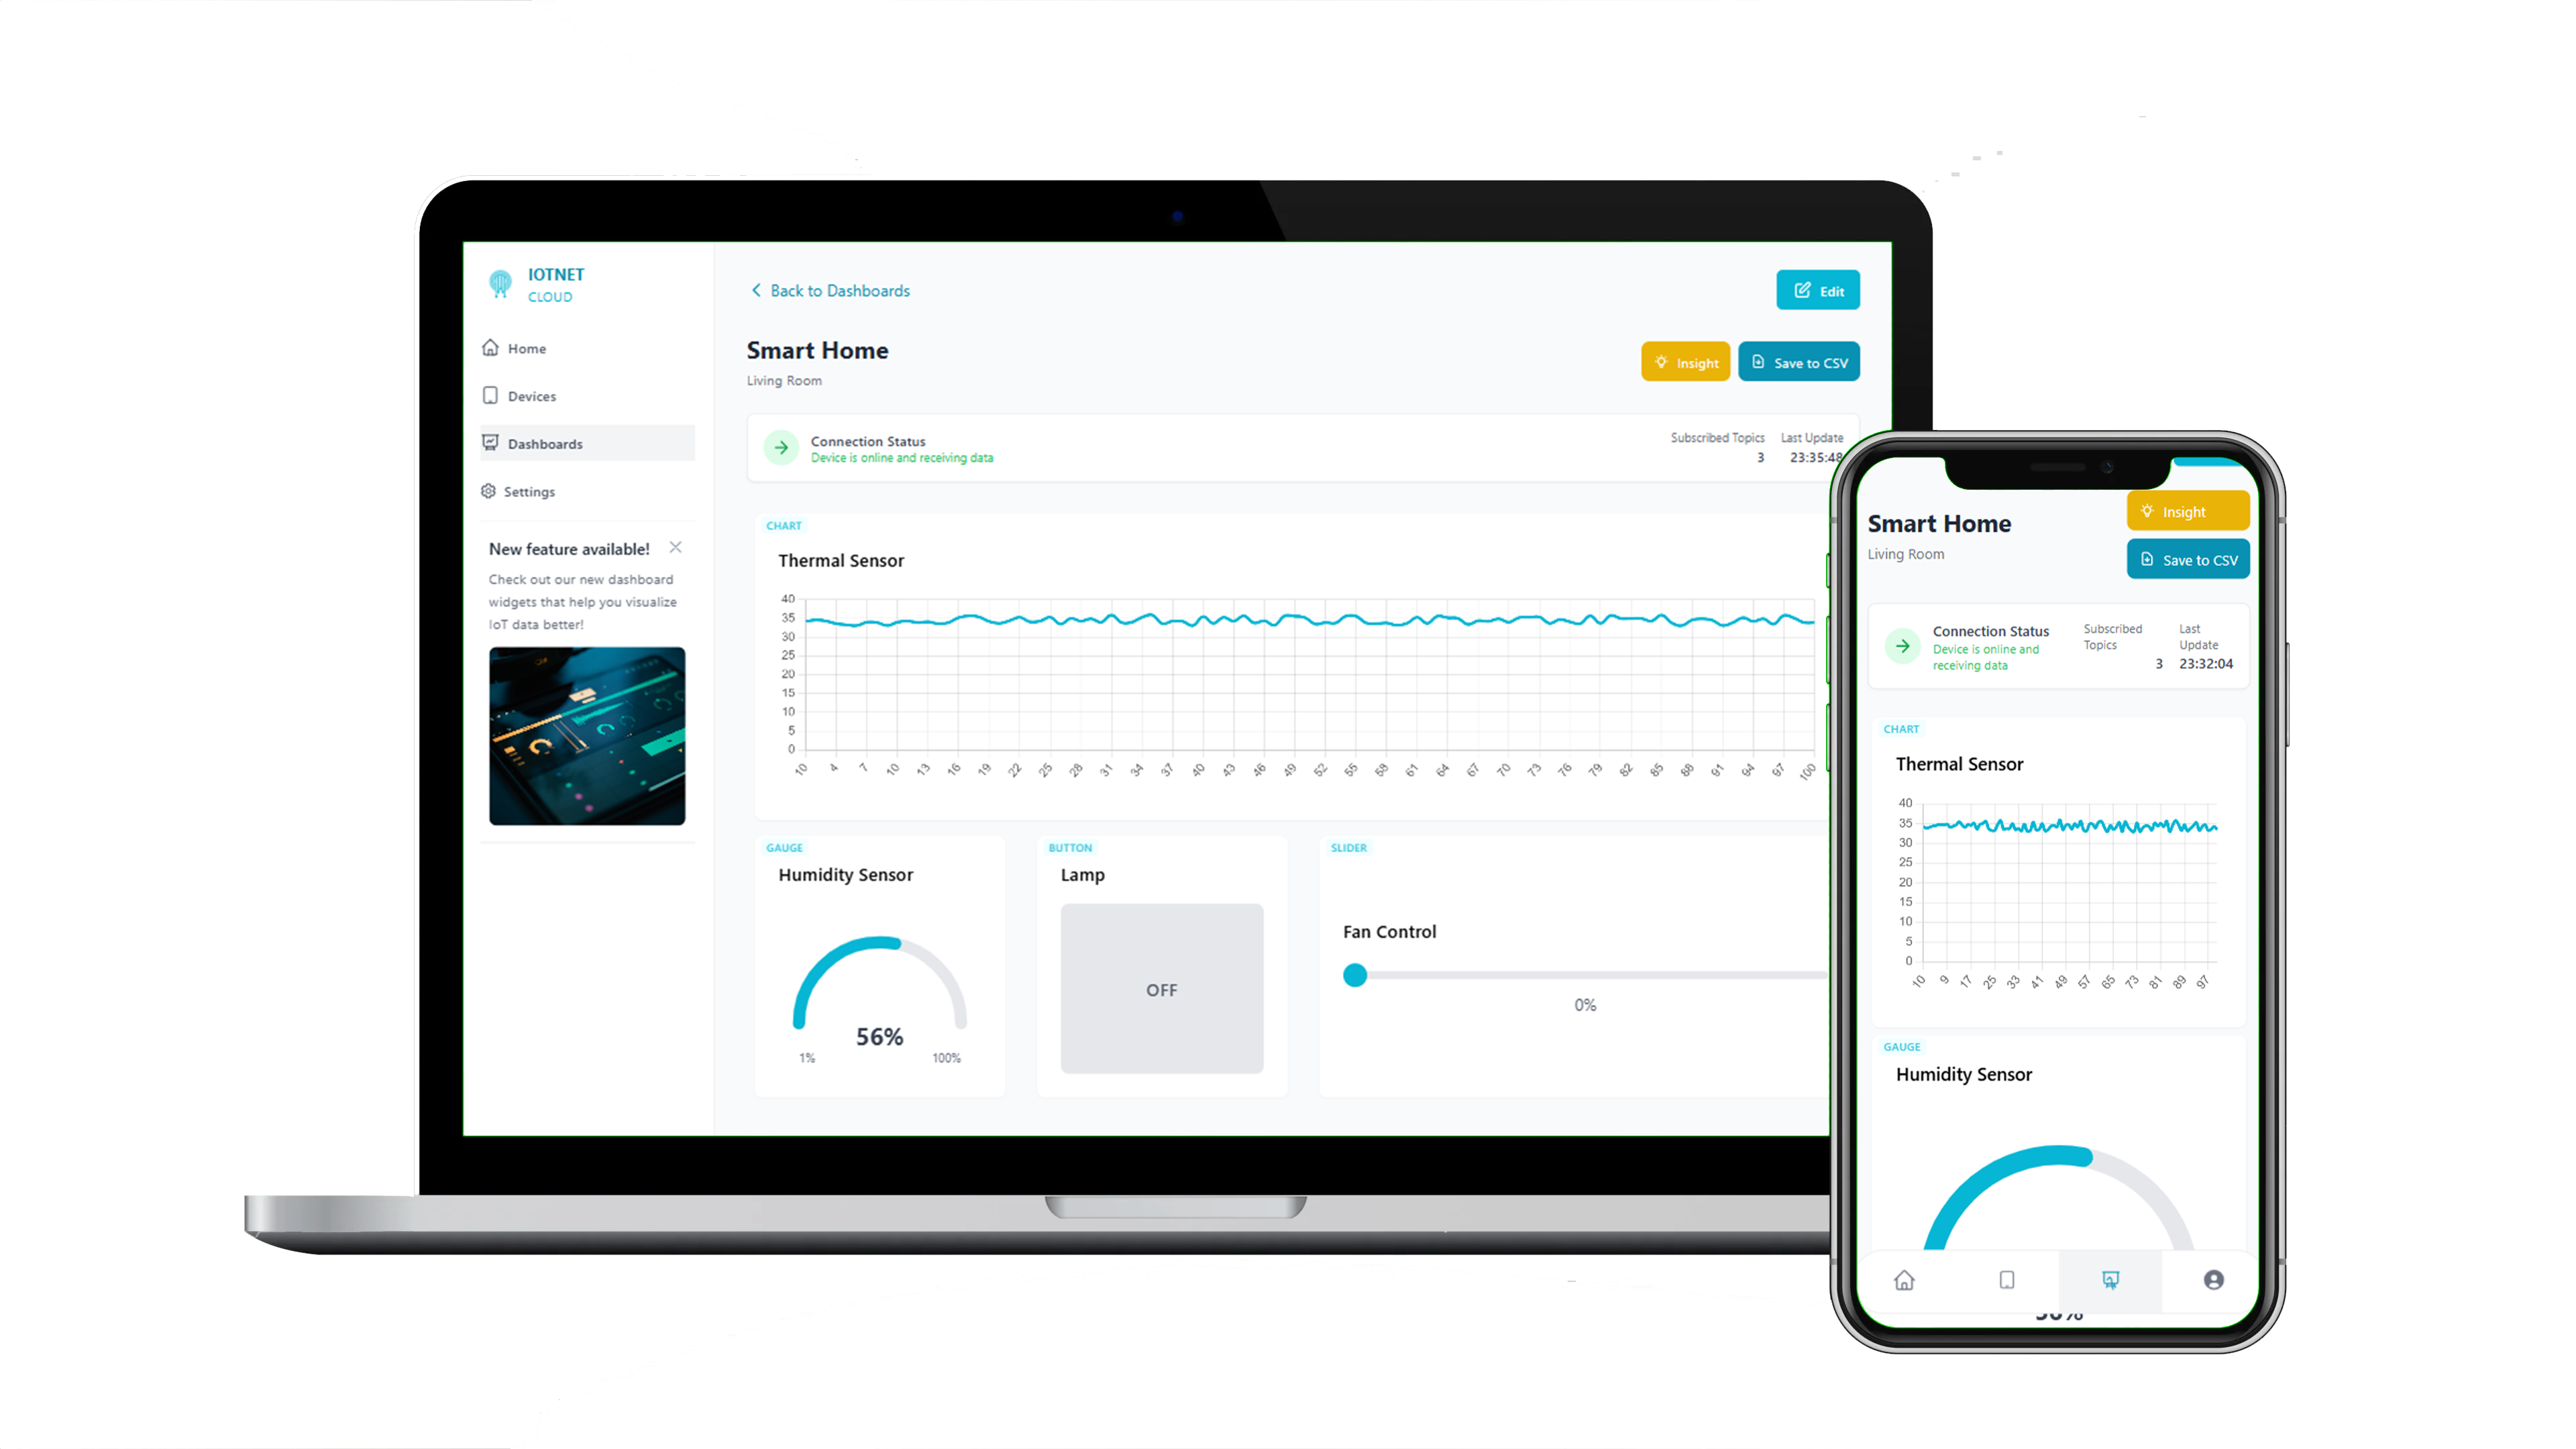 IOTNET
CLOUD
Home
Devices
Dashboards
Settings
New feature available!
Check out our new dashboard
widgets that help you visualize
IoT data better!
Back to Dashboards
Edit
Smart Home
Living Room
Insight
Save to CSV
Connection Status
Device is online and receiving data
Subscribed Topics
3
Last Update
23:35:48
CHART
Thermal Sensor
40
35
30
25
20
15
10
5
0
10 4 7 10 13 16 19 22 25 28 31 34 37 40 43 46 49 52 55 58 61 64 67 70 73 76 79 82 85 88 91 94 97 100
GAUGE
Humidity Sensor
56%
1% 100%
BUTTON
Lamp
OFF
SLIDER
Fan Control
0%
Smart Home
Living Room
Insight
Save to CSV
Connection Status
Device is online and
receiving data
Subscribed
Topics
3
Last
Update
23:32:04
CHART
Thermal Sensor
40
35
30
25
20
15
10
5
0
10 9 17 25 33 41 49 57 65 73 81 89 97
GAUGE
Humidity Sensor